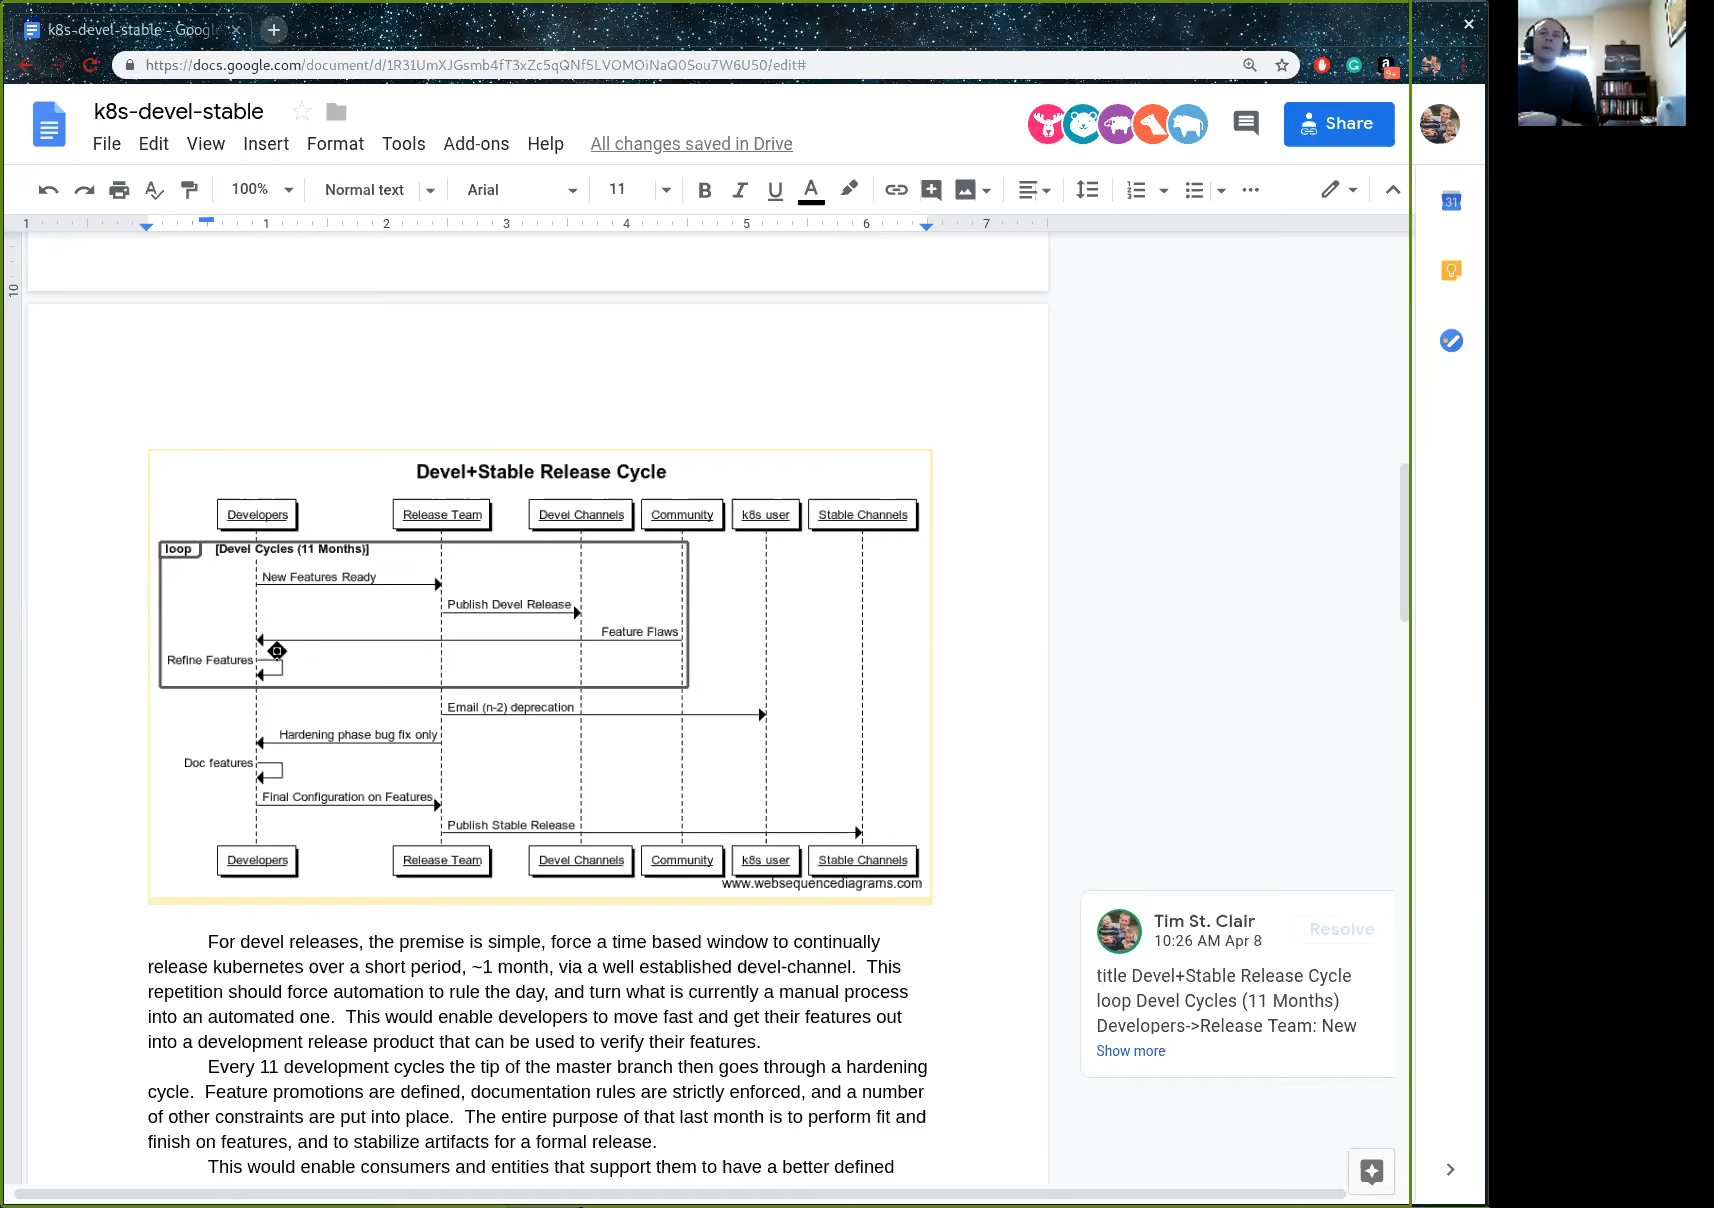 k8s-devel-stable - Googl
https://docs.google.com/document/d/1R31UmXJGsmb4fT3xZc5qQNf5LVOMOiNaQ0Sou7W6U50/edit#
9+
k8s-devel-stable
File Edit View Insert Format Tools Add-ons Help All changes saved in Drive
Share
100% Normal text Arial 11 B I U A
31
1 1 2 3 4 5 6 7
10
Devel+Stable Release Cycle
Developers Release Team Devel Channels Community k8s user Stable Channels
loop [Devel Cycles (11 Months)]
New Features Ready
Publish Devel Release
Feature Flaws
Refine Features
Email (n-2) deprecation
Hardening phase bug fix only
Doc features
Final Configuration on Features
Publish Stable Release
Developers Release Team Devel Channels Community k8s user Stable Channels
www.websequencediagrams.com
For devel releases, the premise is simple, force a time based window to continually
release kubernetes over a short period, ~1 month, via a well established devel-channel.  This
repetition should force automation to rule the day, and turn what is currently a manual process
into an automated one.  This would enable developers to move fast and get their features out
into a development release product that can be used to verify their features.
Every 11 development cycles the tip of the master branch then goes through a hardening
cycle.  Feature promotions are defined, documentation rules are strictly enforced, and a number
of other constraints are put into place.  The entire purpose of that last month is to perform fit and
finish on features, and to stabilize artifacts for a formal release.
This would enable consumers and entities that support them to have a better defined
Tim St. Clair
10:26 AM Apr 8
Resolve
title Devel+Stable Release Cycle
loop Devel Cycles (11 Months)
Developers->Release Team: New
Show more